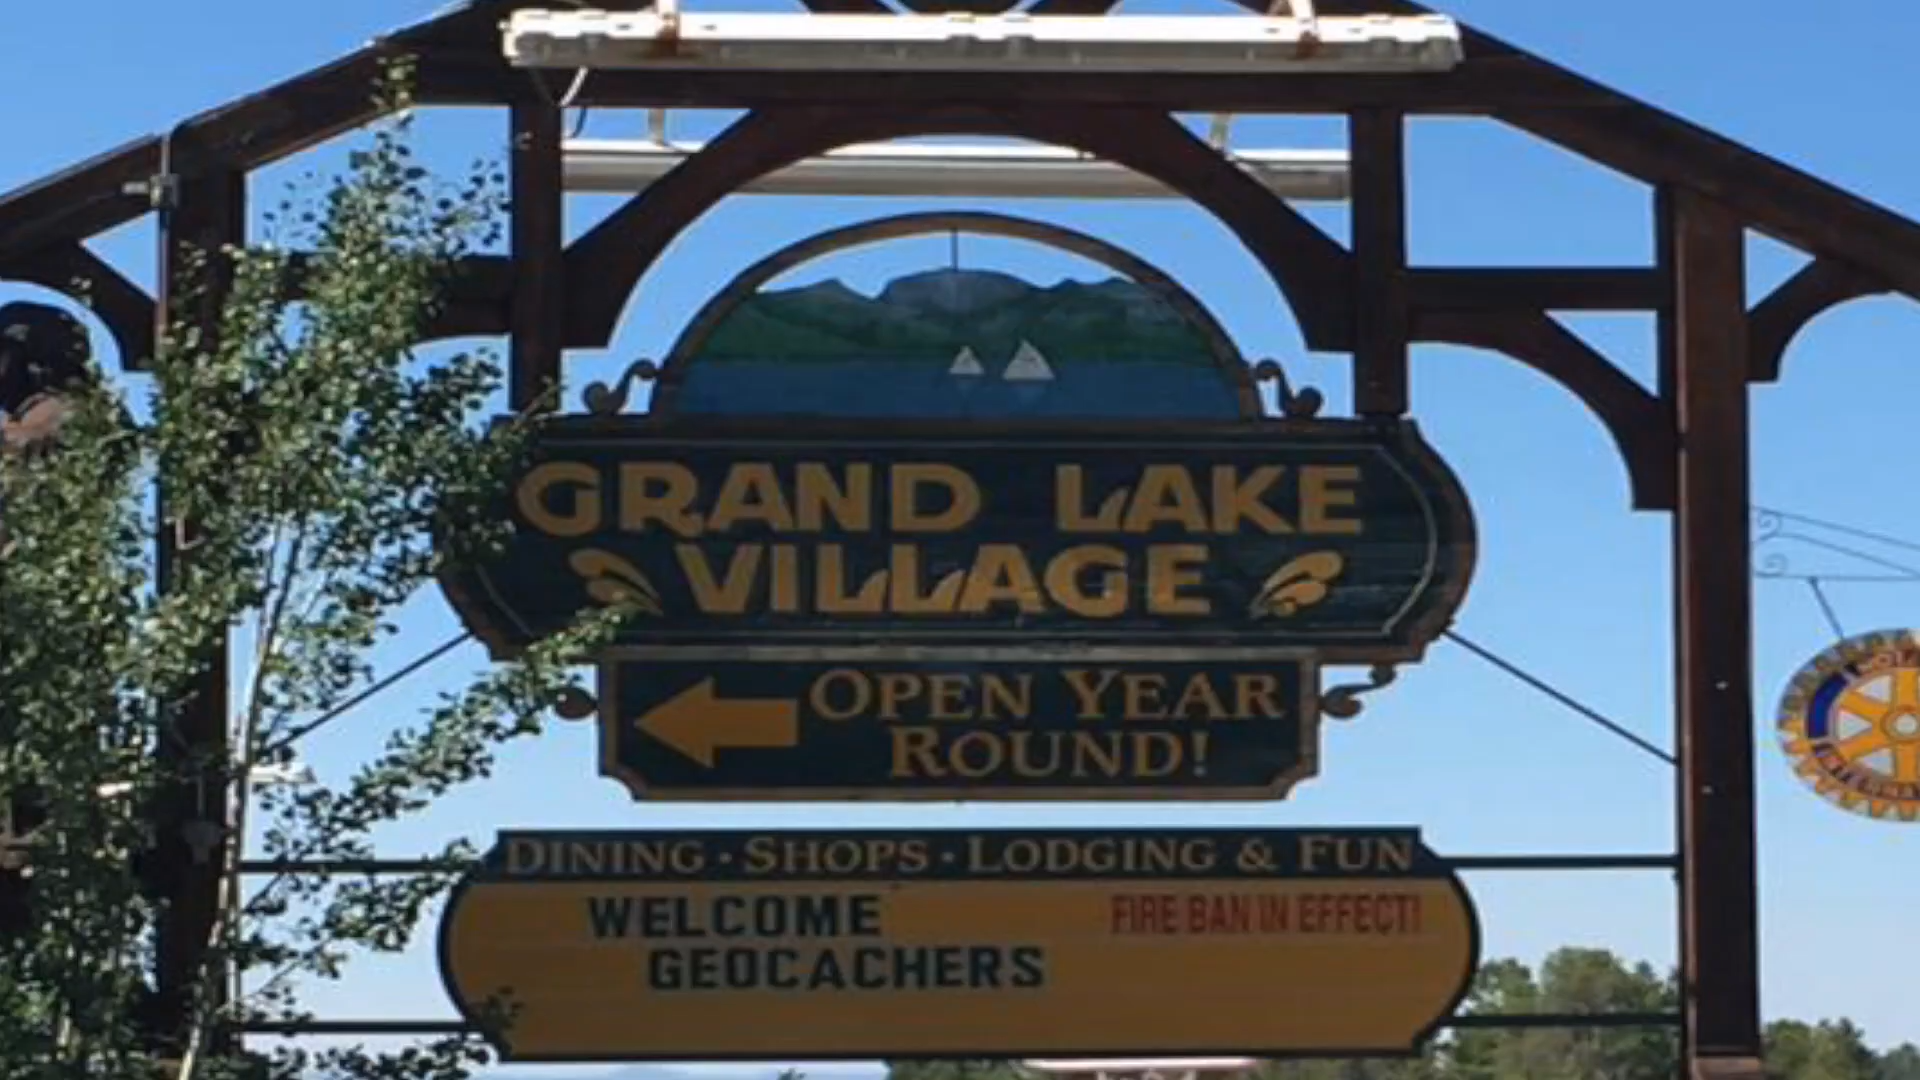 GRAND LAKE
VILLAGE
OPEN YEAR
ROUND!
DINING · SHOPS · LODGING & FUN
WELCOME
GEOCACHERS
FIRE BAN IN EFFECT!